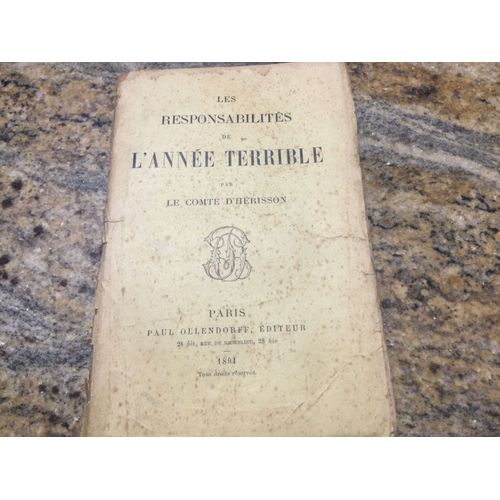 LES
RESPONSABILITÉS
DE
L'ANNÉE TERRIBLE
PAR
LE COMTE D'HÉRISSON
PARIS
PAUL OLLENDORFF, ÉDITEUR
28 bis, RUE DE RICHELIEU, 28 bis
1891
Tous droits réservés.